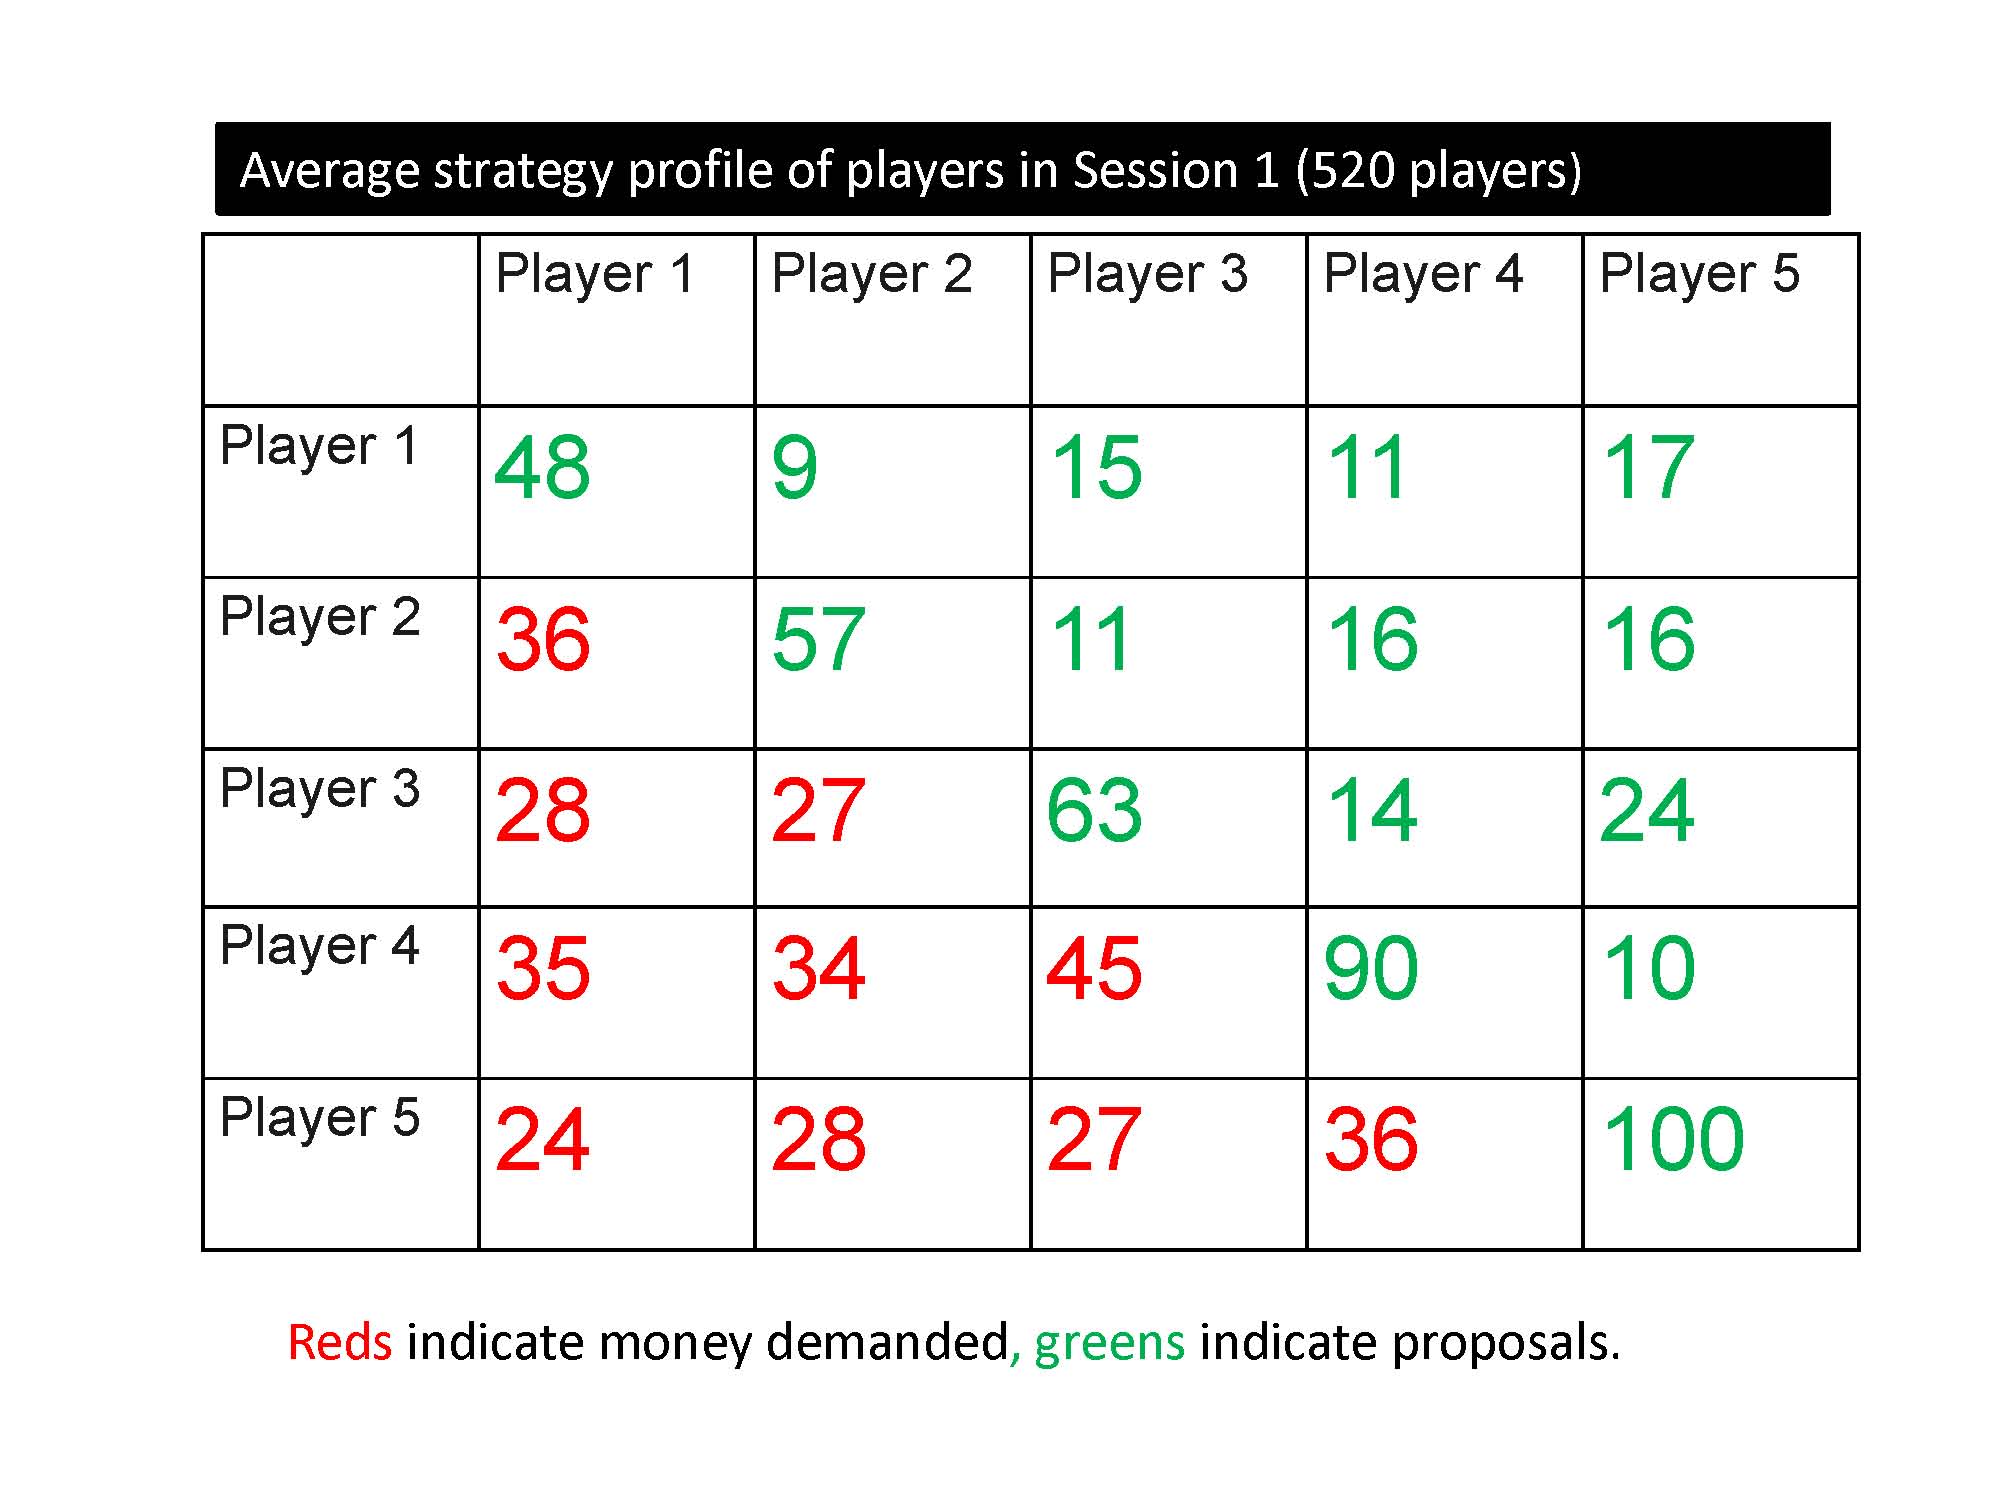 Average strategy profile of players in Session 1 (520 players)
Player 1 Player 2 Player 3 Player 4 Player 5
Player 1 48 9 15 11 17
Player 2 36 57 11 16 16
Player 3 28 27 63 14 24
Player 4 35 34 45 90 10
Player 5 24 28 27 36 100
Reds indicate money demanded, greens indicate proposals.